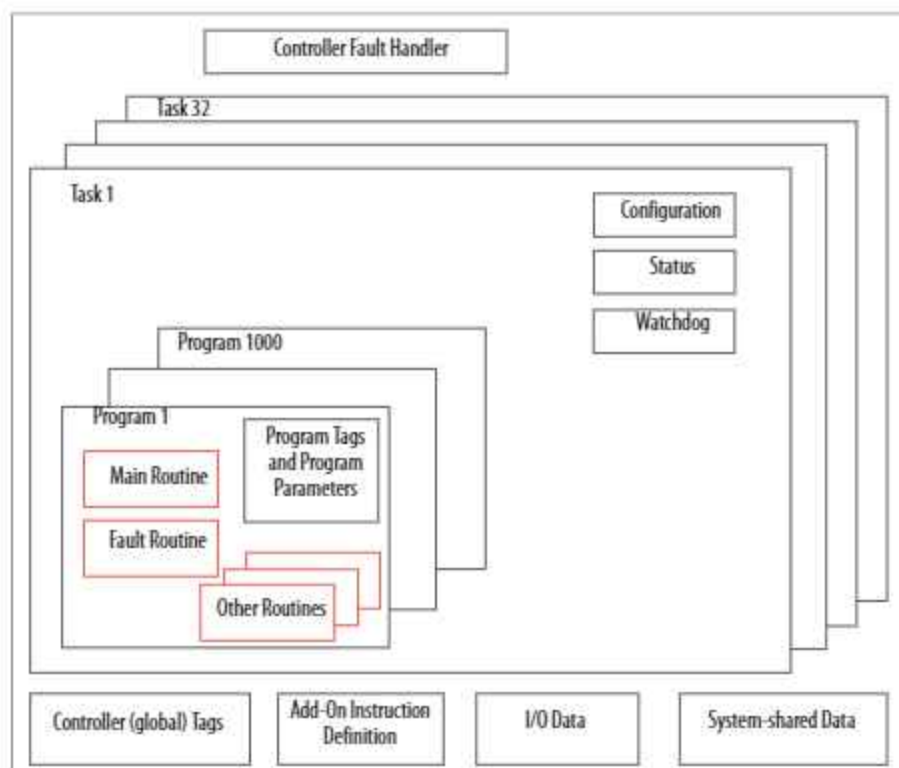 Controller Fault Handler
Task 32
Task 1
Configuration
Status
Watchdog
Program 1000
Program 1
Program Tags
and Program
Parameters
Main Routine
Fault Routine
Other Routines
Controller (global) Tags
Add-On Instruction
Definition
I/O Data
System-shared Data